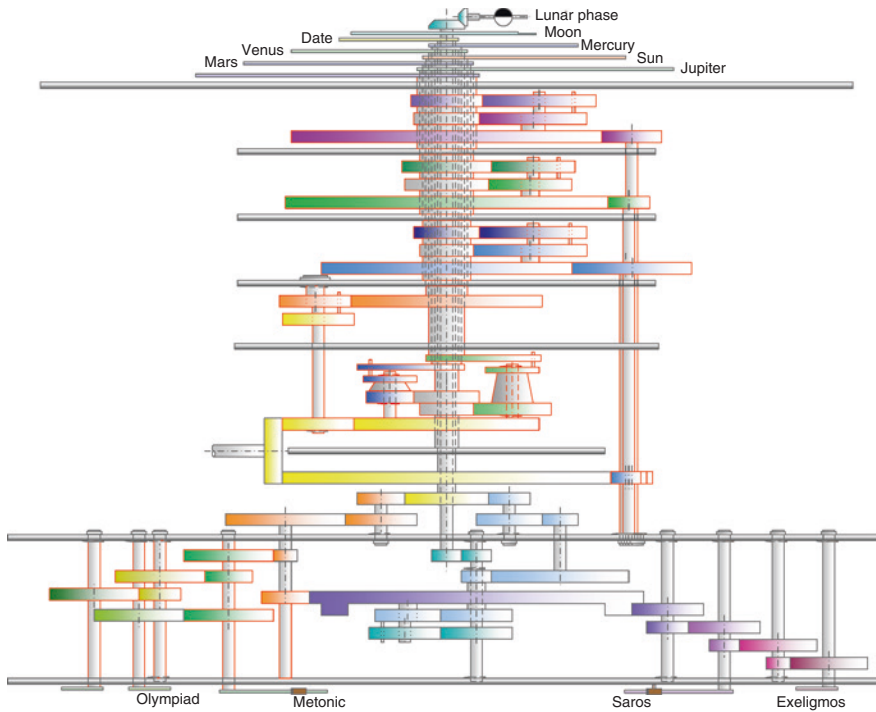 Lunar phase
Moon
Date
Mercury
Venus
Sun
Mars
Jupiter
Olympiad
Metonic
Saros
Exeligmos